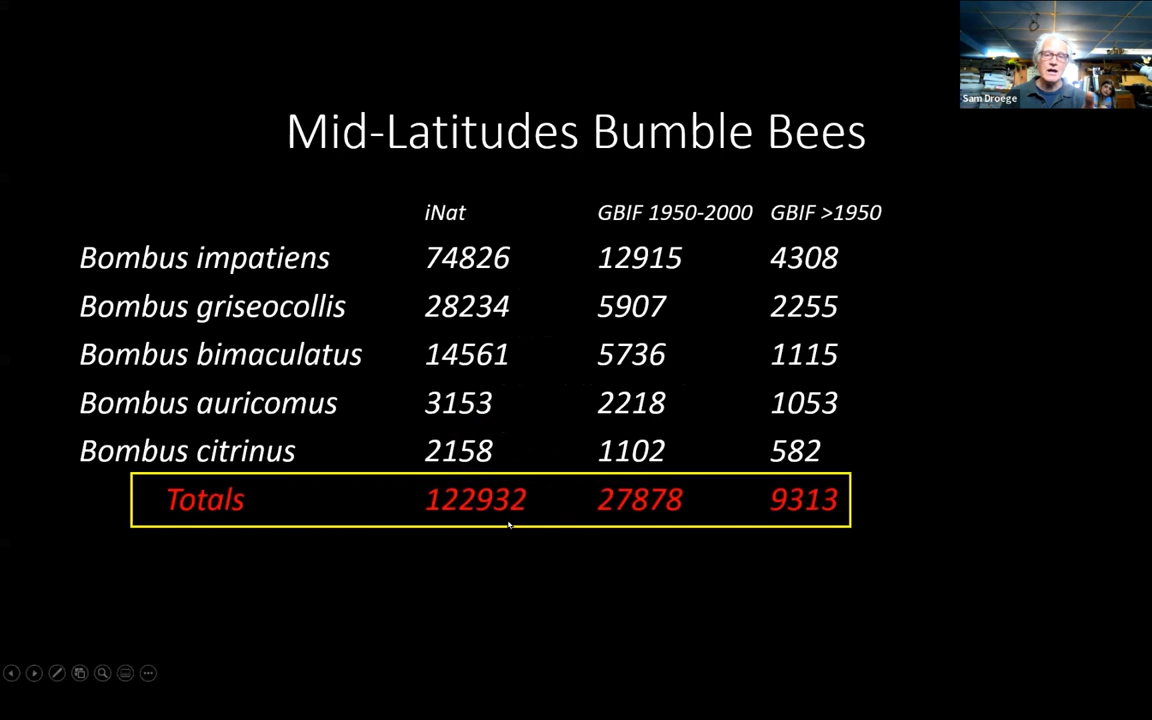 Sam Droege
Mid-Latitudes Bumble Bees
iNat GBIF 1950-2000 GBIF >1950
Bombus impatiens 74826 12915 4308
Bombus griseocollis 28234 5907 2255
Bombus bimaculatus 14561 5736 1115
Bombus auricomus 3153 2218 1053
Bombus citrinus 2158 1102 582
Totals 122932 27878 9313